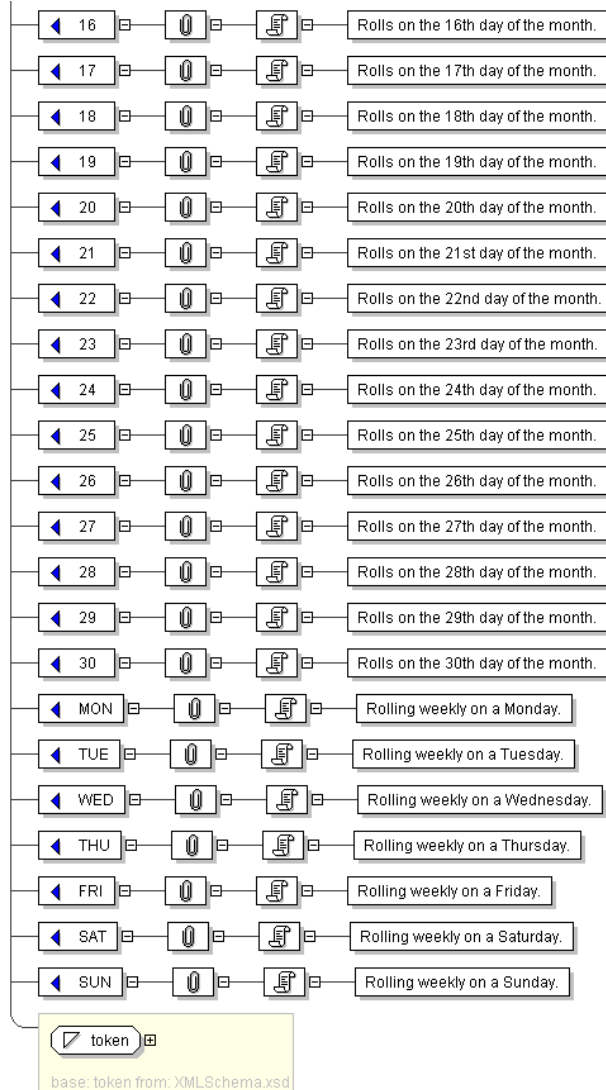 16 Rolls on the 16th day of the month.
17 Rolls on the 17th day of the month.
18 Rolls on the 18th day of the month.
19 Rolls on the 19th day of the month.
20 Rolls on the 20th day of the month.
21 Rolls on the 21st day of the month.
22 Rolls on the 22nd day of the month.
23 Rolls on the 23rd day of the month.
24 Rolls on the 24th day of the month.
25 Rolls on the 25th day of the month.
26 Rolls on the 26th day of the month.
27 Rolls on the 27th day of the month.
28 Rolls on the 28th day of the month.
29 Rolls on the 29th day of the month.
30 Rolls on the 30th day of the month.
MON Rolling weekly on a Monday.
TUE Rolling weekly on a Tuesday.
WED Rolling weekly on a Wednesday.
THU Rolling weekly on a Thursday.
FRI Rolling weekly on a Friday.
SAT Rolling weekly on a Saturday.
SUN Rolling weekly on a Sunday.
token
base: token from: XMLSchema.xsd